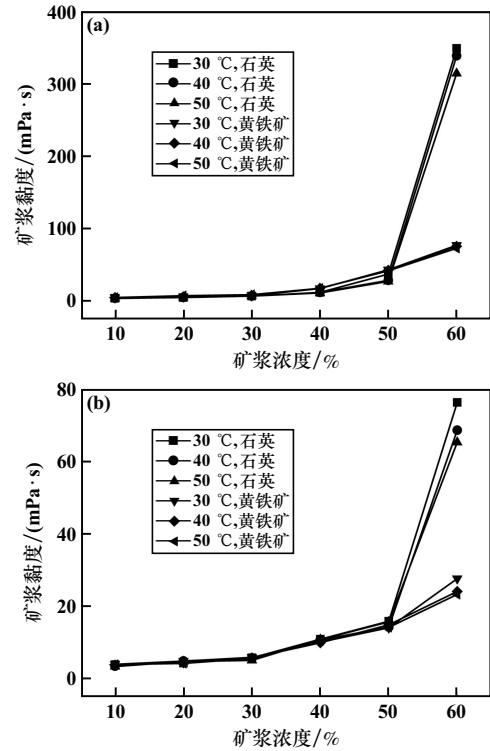 (a)
400
300
200
100
0
矿浆黏度/(mPa·s)
30 ℃,石英
40 ℃,石英
50 ℃,石英
30 ℃,黄铁矿
40 ℃,黄铁矿
50 ℃,黄铁矿
10 20 30 40 50 60
矿浆浓度/%
(b)
80
60
40
20
0
矿浆黏度/(mPa·s)
30 ℃,石英
40 ℃,石英
50 ℃,石英
30 ℃,黄铁矿
40 ℃,黄铁矿
50 ℃,黄铁矿
10 20 30 40 50 60
矿浆浓度/%